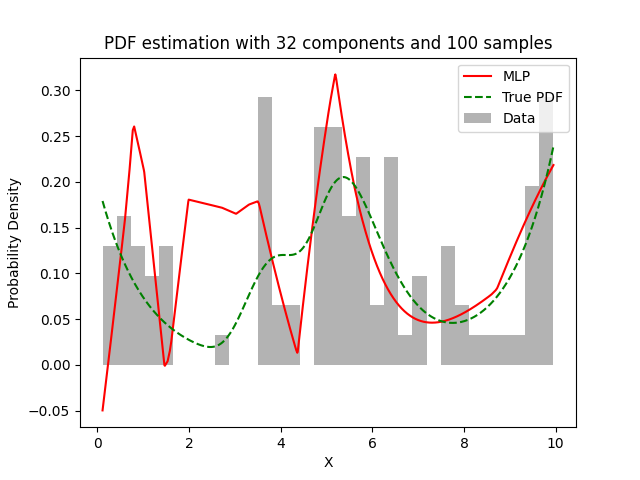 PDF estimation with 32 components and 100 samples
MLP
True PDF
Data
Probability Density
0.30
0.25
0.20
0.15
0.10
0.05
0.00
−0.05
0 2 4 6 8 10
X